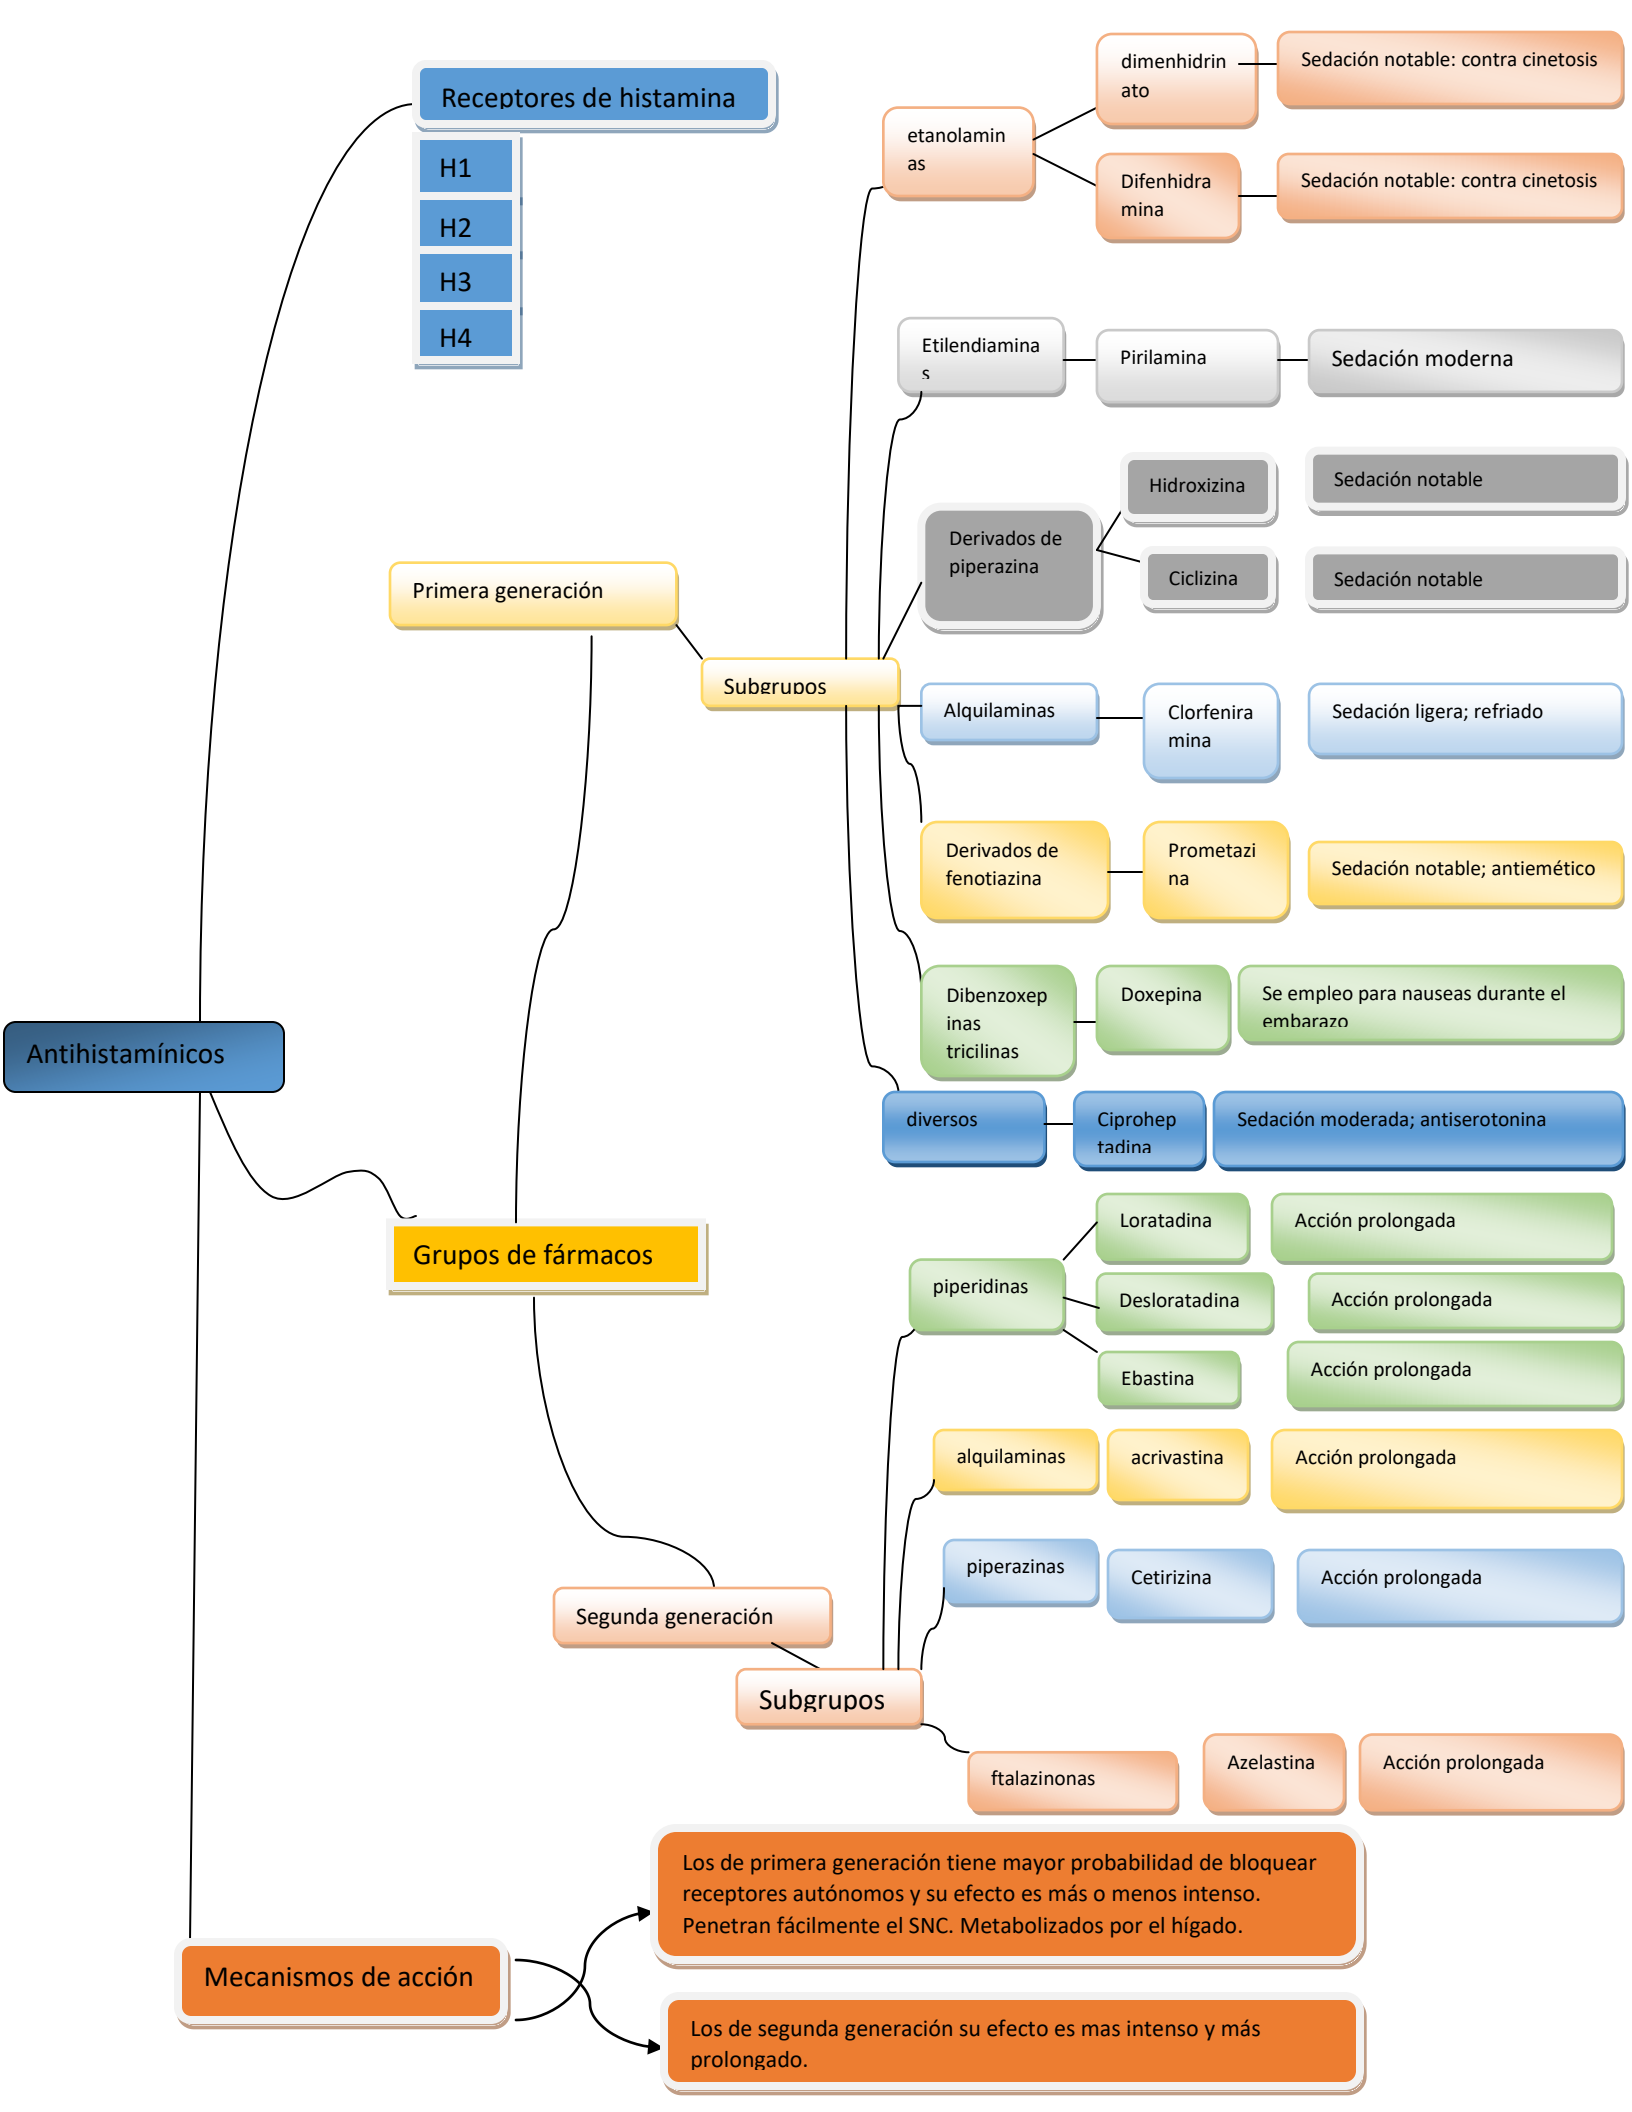 Receptores de histamina
H1
H2
H3
H4
dimenhidrin
ato
Sedación notable: contra cinetosis
etanolamin
as
Difenhidra
mina
Sedación notable: contra cinetosis
Etilendiamina
s
Pirilamina
Sedación moderna
Hidroxizina
Sedación notable
Derivados de
piperazina
Ciclizina
Sedación notable
Primera generación
Subgrupos
Alquilaminas
Clorfenira
mina
Sedación ligera; refriado
Derivados de
fenotiazina
Prometazi
na
Sedación notable; antiemético
Dibenzoxep
inas
tricilinas
Doxepina
Se empleo para nauseas durante el
embarazo
Antihistamínicos
diversos
Ciprohep
tadina
Sedación moderada; antiserotonina
Grupos de fármacos
Loratadina
Acción prolongada
piperidinas
Desloratadina
Acción prolongada
Ebastina
Acción prolongada
alquilaminas
acrivastina
Acción prolongada
piperazinas
Cetirizina
Acción prolongada
Segunda generación
Subgrupos
ftalazinonas
Azelastina
Acción prolongada
Los de primera generación tiene mayor probabilidad de bloquear
receptores autónomos y su efecto es más o menos intenso.
Penetran fácilmente el SNC. Metabolizados por el hígado.
Mecanismos de acción
Los de segunda generación su efecto es mas intenso y más
prolongado.